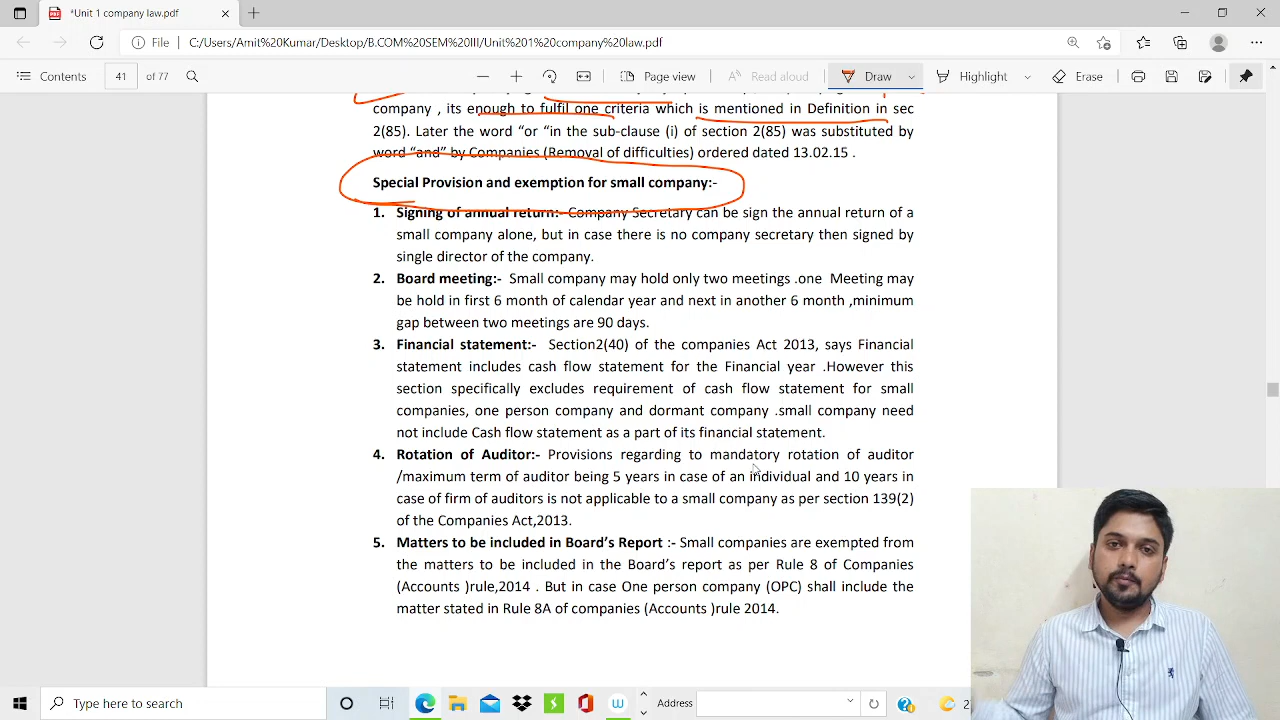 *Unit 1 company law.pdf
File C:/Users/Amit%20Kumar/Desktop/B.COM%20SEM%20III/Unit%201%20company%20law.pdf
Contents 41 of 77 Page view Read aloud Draw Highlight Erase
company , its enough to fulfil one criteria which is mentioned in Definition in sec
2(85). Later the word “or “in the sub-clause (i) of section 2(85) was substituted by
word “and” by Companies (Removal of difficulties) ordered dated 13.02.15 .
Special Provision and exemption for small company:-
1. Signing of annual return:- Company Secretary can be sign the annual return of a
small company alone, but in case there is no company secretary then signed by
single director of the company.
2. Board meeting:- Small company may hold only two meetings .one Meeting may
be hold in first 6 month of calendar year and next in another 6 month ,minimum
gap between two meetings are 90 days.
3. Financial statement:- Section2(40) of the companies Act 2013, says Financial
statement includes cash flow statement for the Financial year .However this
section specifically excludes requirement of cash flow statement for small
companies, one person company and dormant company .small company need
not include Cash flow statement as a part of its financial statement.
4. Rotation of Auditor:- Provisions regarding to mandatory rotation of auditor
/maximum term of auditor being 5 years in case of an individual and 10 years in
case of firm of auditors is not applicable to a small company as per section 139(2)
of the Companies Act,2013.
5. Matters to be included in Board’s Report :- Small companies are exempted from
the matters to be included in the Board’s report as per Rule 8 of Companies
(Accounts )rule,2014 . But in case One person company (OPC) shall include the
matter stated in Rule 8A of companies (Accounts )rule 2014.
Type here to search
Address
2